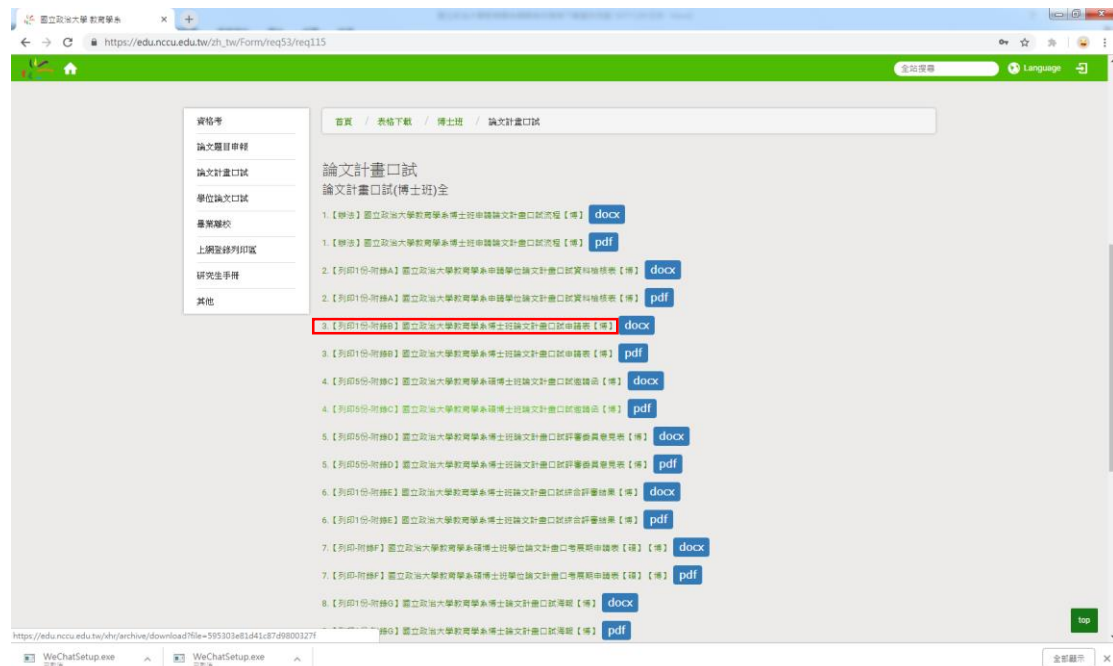 國立政治大學 教育學系
https://edu.nccu.edu.tw/zh_tw/Form/req53/req115
全站搜尋
Language
資格考
論文題目申報
論文計畫口試
學位論文口試
畢業離校
上網登錄列印區
研究生手冊
其他
首頁 / 表格下載 / 博士班 / 論文計畫口試
論文計畫口試
論文計畫口試(博士班)全
1.【辦法】國立政治大學教育學系博士班申請論文計畫口試流程【博】 docx
1.【辦法】國立政治大學教育學系博士班申請論文計畫口試流程【博】 pdf
2.【列印1份-附錄A】國立政治大學教育學系申請學位論文計畫口試資料檢核表【博】 docx
2.【列印1份-附錄A】國立政治大學教育學系申請學位論文計畫口試資料檢核表【博】 pdf
3.【列印1份-附錄B】國立政治大學教育學系博士班論文計畫口試申請表【博】 docx
3.【列印1份-附錄B】國立政治大學教育學系博士班論文計畫口試申請表【博】 pdf
4.【列印5份-附錄C】國立政治大學教育學系碩博士班論文計畫口試邀請函【博】 docx
4.【列印5份-附錄C】國立政治大學教育學系碩博士班論文計畫口試邀請函【博】 pdf
5.【列印5份-附錄D】國立政治大學教育學系博士班論文計畫口試評審委員意見表【博】 docx
5.【列印5份-附錄D】國立政治大學教育學系博士班論文計畫口試評審委員意見表【博】 pdf
6.【列印1份-附錄E】國立政治大學教育學系博士班論文計畫口試綜合評審結果【博】 docx
6.【列印1份-附錄E】國立政治大學教育學系博士班論文計畫口試綜合評審結果【博】 pdf
7.【列印-附錄F】國立政治大學教育學系碩博士班學位論文計畫口考展期申請表【碩】【博】 docx
7.【列印-附錄F】國立政治大學教育學系碩博士班學位論文計畫口考展期申請表【碩】【博】 pdf
8.【列印1份-附錄G】國立政治大學教育學系博士論文計畫口試海報【博】 docx
附錄G】國立政治大學教育學系博士論文計畫口試海報【博】 pdf
top
https://edu.nccu.edu.tw/xhr/archive/download?file=595303e81d41c87d9800327f
WeChatSetup.exe
已取消
WeChatSetup.exe
已取消
全部顯示